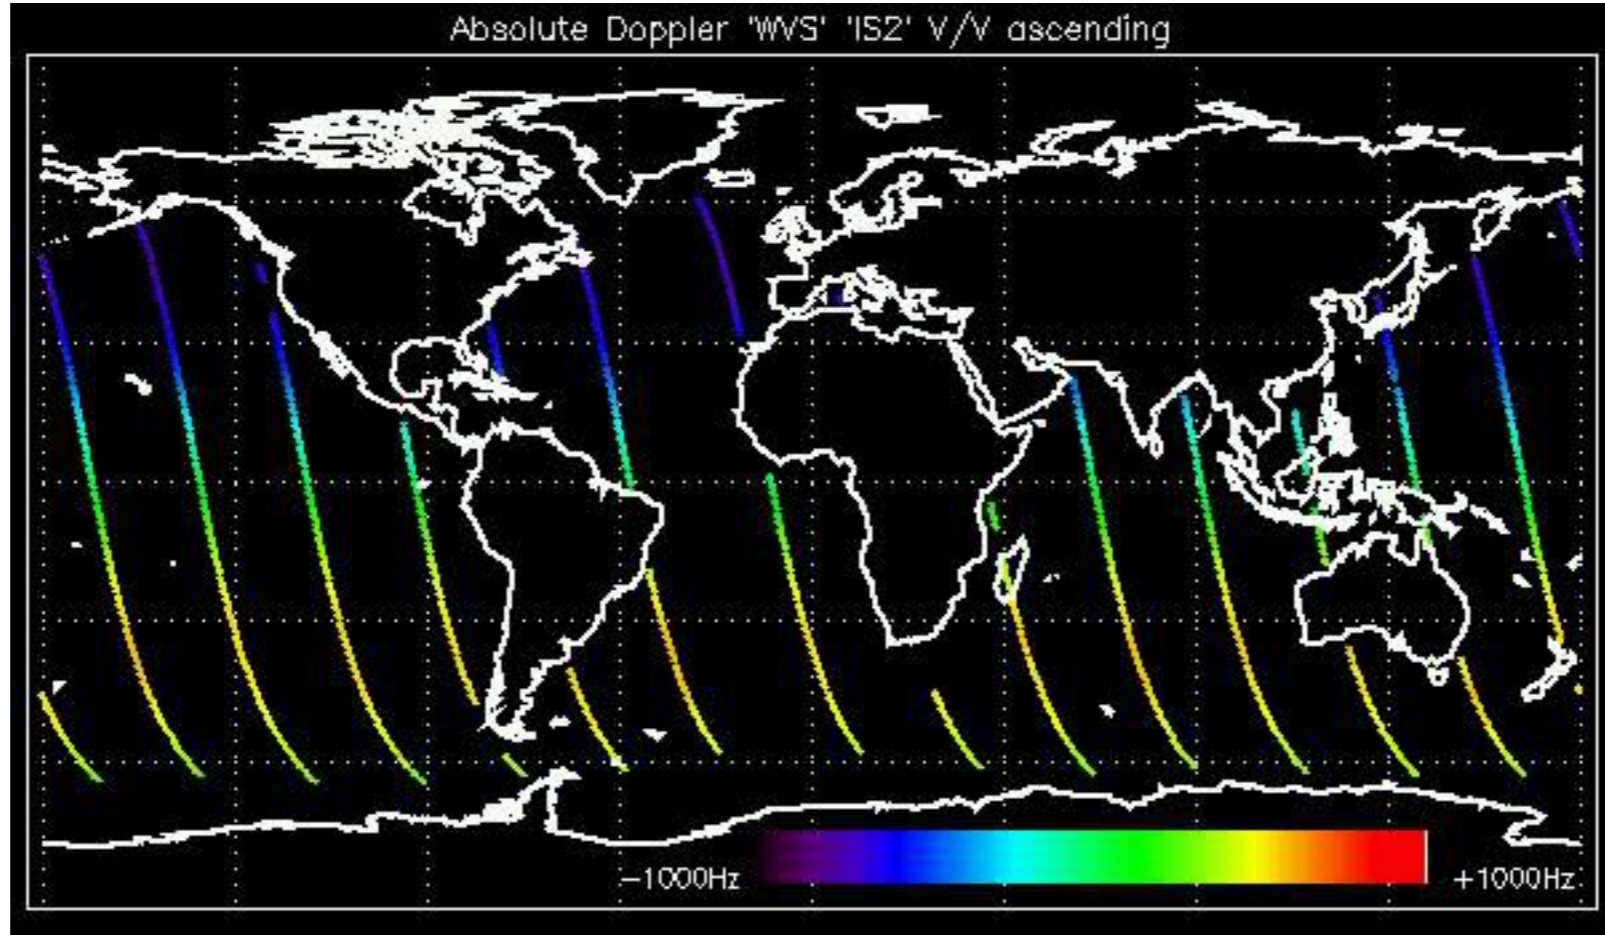 Absolute Doppler 'WVS' 'IS2' V/V ascending
−1000Hz +1000Hz